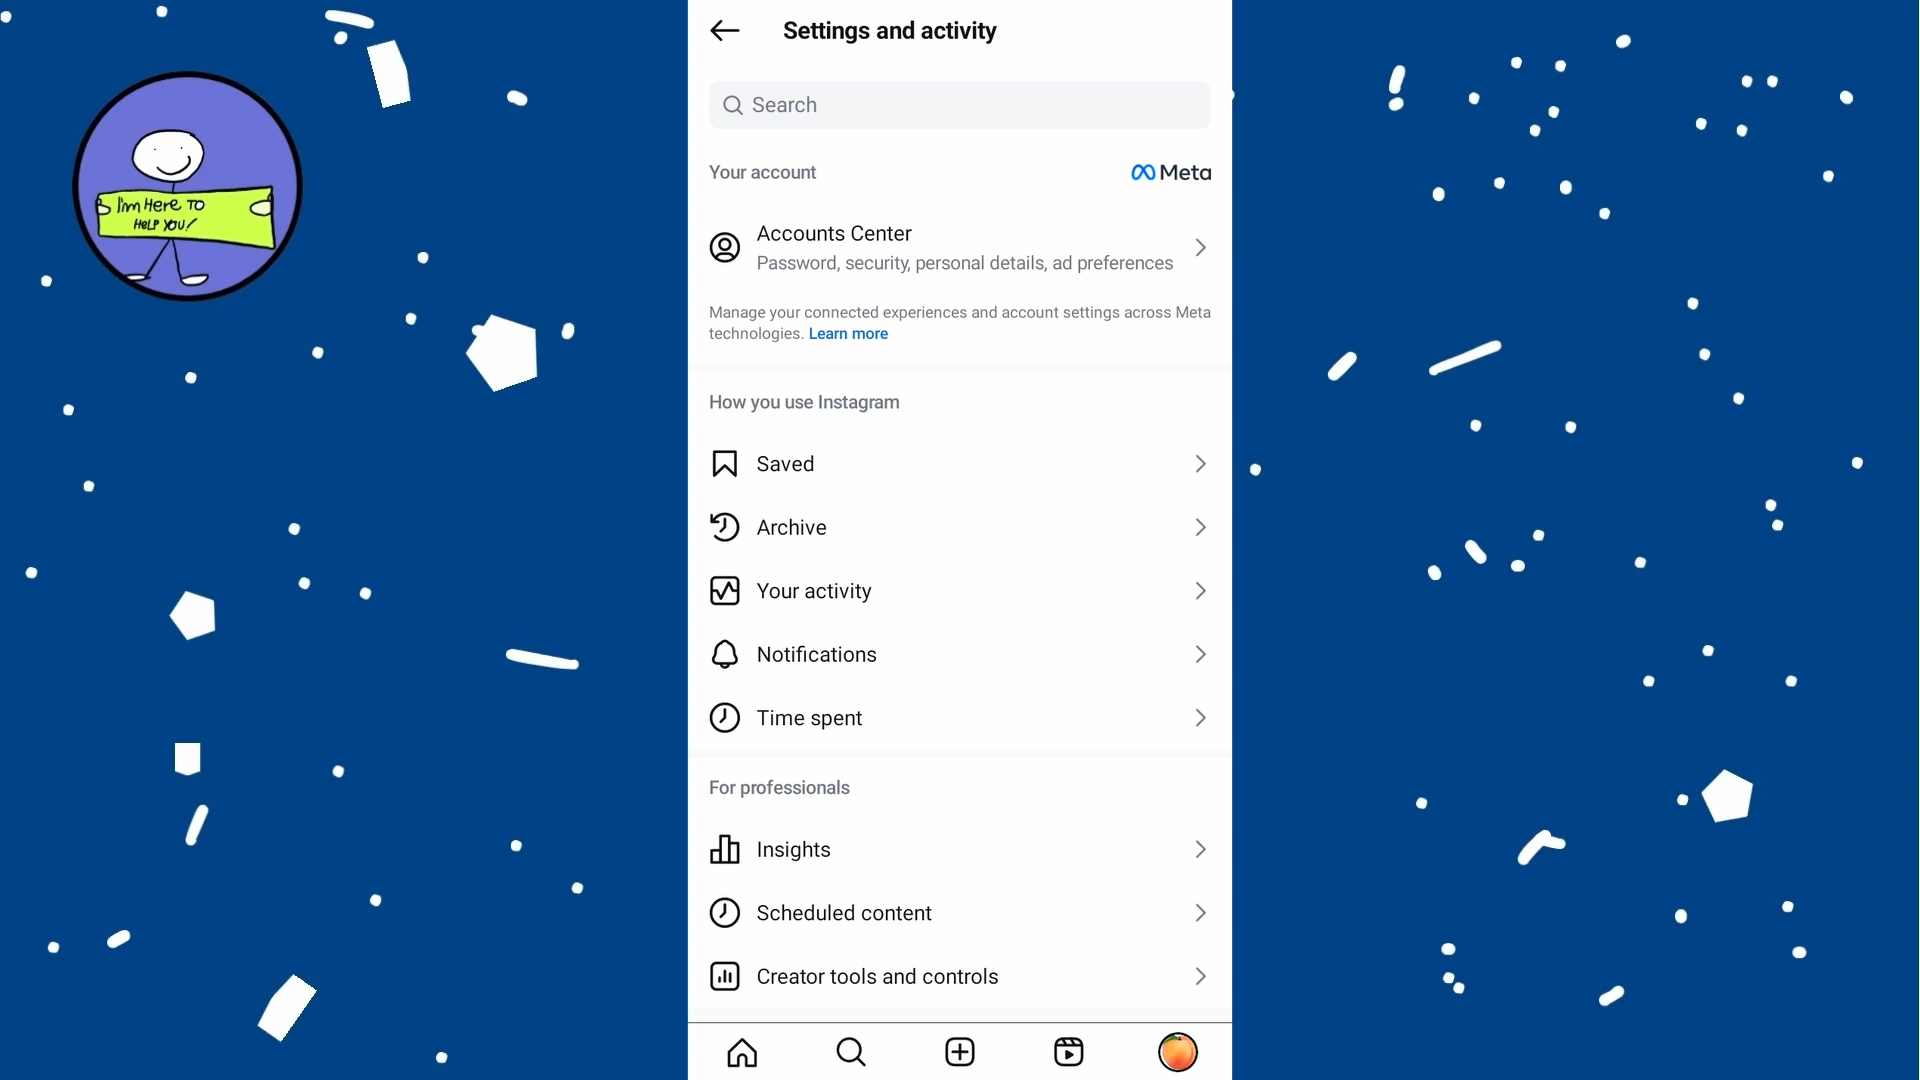 Settings and activity
Search
I'm Here To
Help You!
Your account
Meta
Accounts Center
Password, security, personal details, ad preferences
Manage your connected experiences and account settings across Meta
technologies. Learn more
How you use Instagram
Saved
Archive
Your activity
Notifications
Time spent
For professionals
Insights
Scheduled content
Creator tools and controls